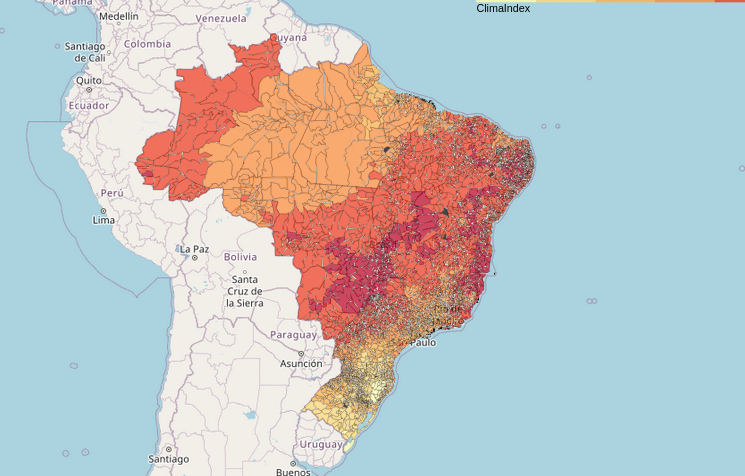 Panamá
ClimaIndex
Medellín
Venezuela
Santiago
de Cali
Colombia
uyana
Quito
Ecuador
Perú
Lima
La Paz
Bolivia
Santa
Cruz de
la Sierra
Paraguay
Paulo
Asunción
Uruguay
Santiago
Buenos